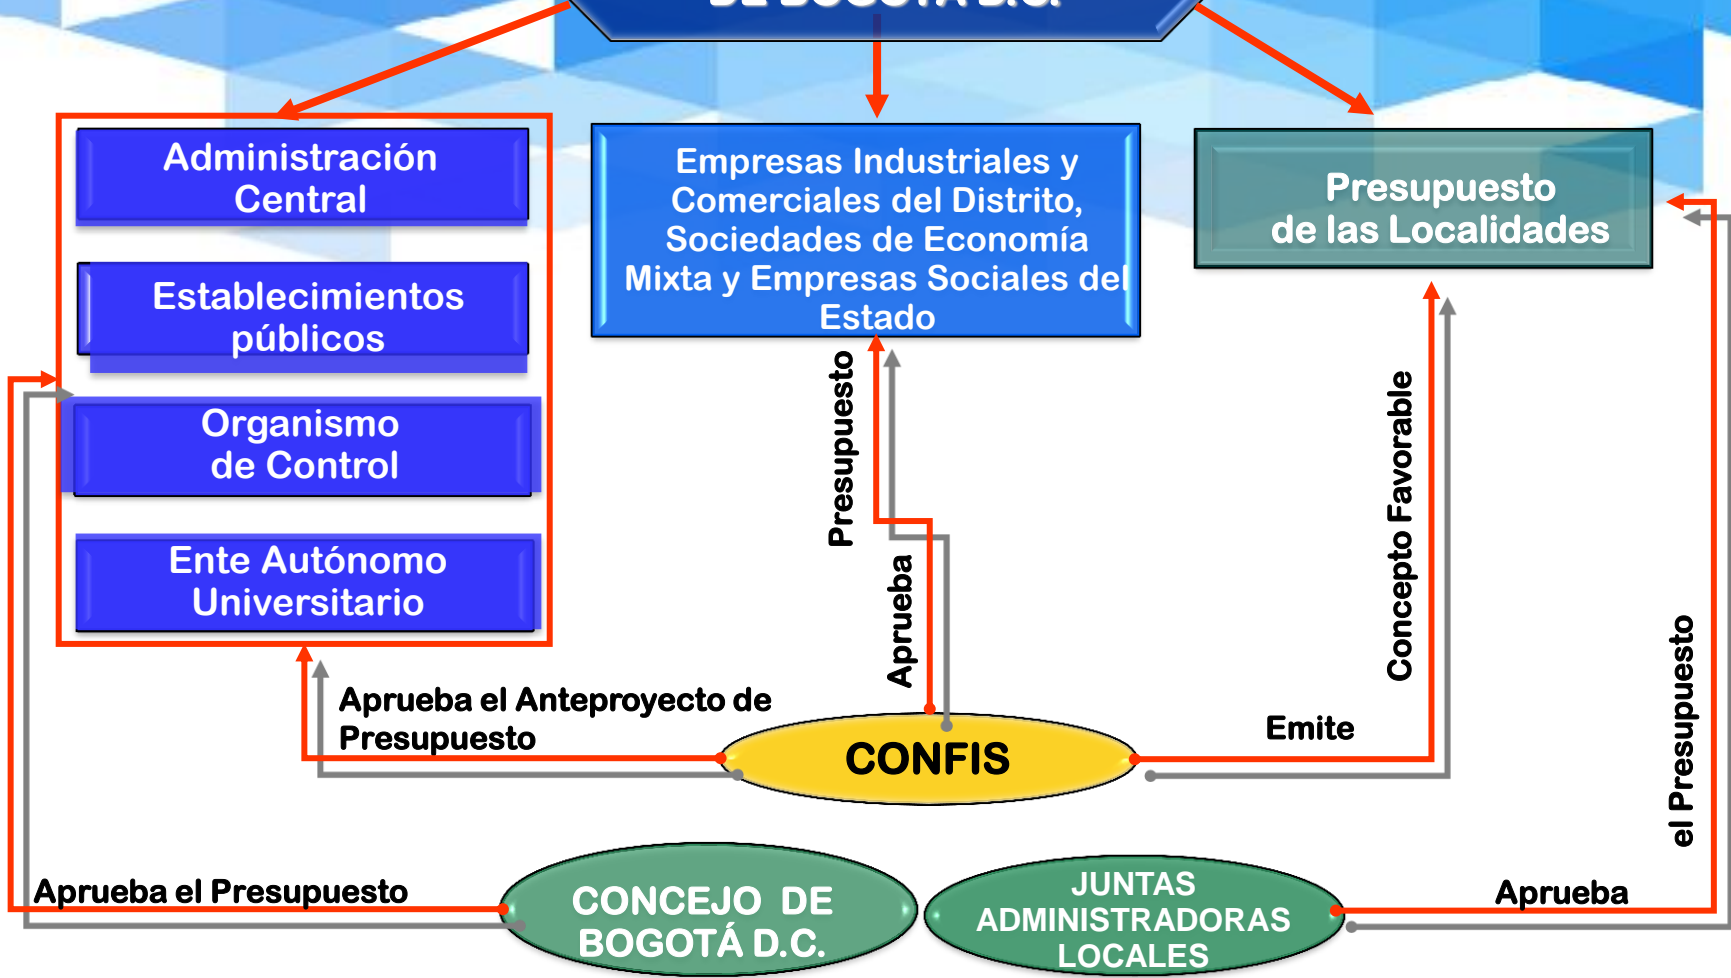 DE BOGOTÁ D.C.
Administración
Central
Establecimientos
públicos
Organismo
de Control
Ente Autónomo
Universitario
Empresas Industriales y
Comerciales del Distrito,
Sociedades de Economía
Mixta y Empresas Sociales del
Estado
Presupuesto
de las Localidades
Presupuesto
Aprueba
Concepto Favorable
Emite
el Presupuesto
Aprueba
Aprueba el Anteproyecto de
Presupuesto
CONFIS
Aprueba el Presupuesto
CONCEJO DE
BOGOTÁ D.C.
JUNTAS
ADMINISTRADORAS
LOCALES